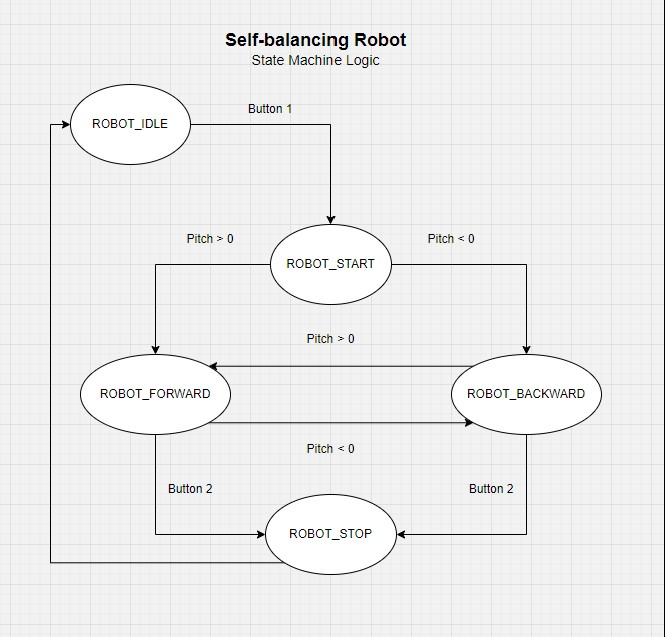 Self-balancing Robot
State Machine Logic
ROBOT_IDLE
Button 1
Pitch > 0
Pitch < 0
ROBOT_START
Pitch > 0
ROBOT_FORWARD
ROBOT_BACKWARD
Pitch < 0
Button 2
Button 2
ROBOT_STOP